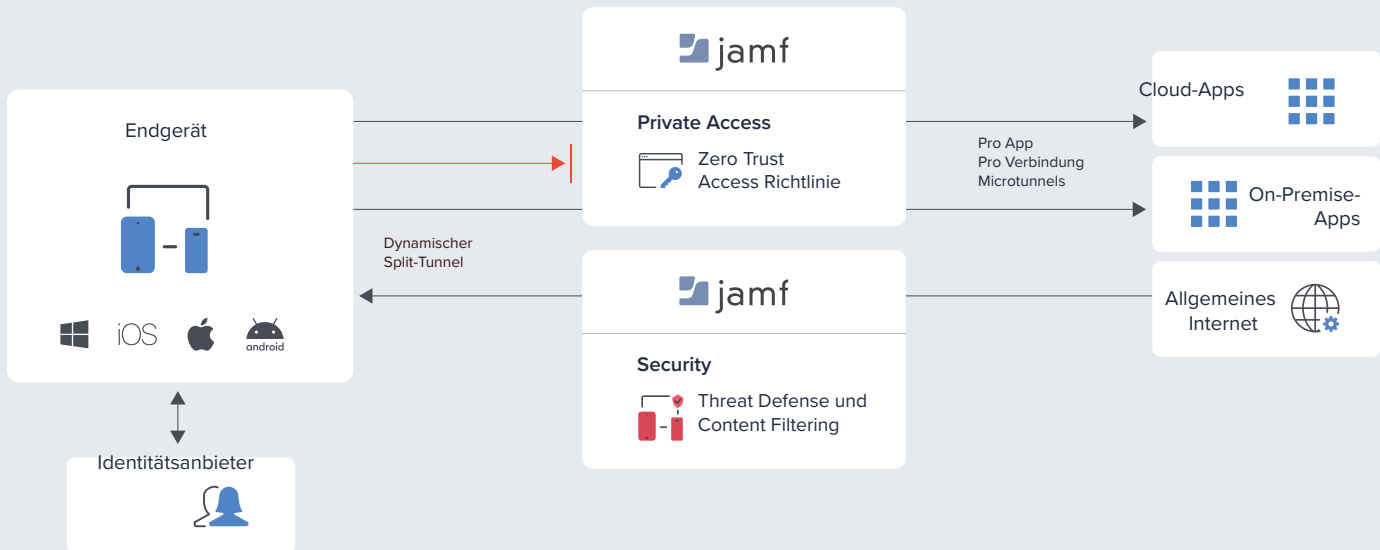 Endgerät
iOS
android
Identitätsanbieter
Dynamischer
Split-Tunnel
jamf
Private Access
Zero Trust
Access Richtlinie
jamf
Security
Threat Defense und
Content Filtering
Pro App
Pro Verbindung
Microtunnels
Cloud-Apps
On-Premise-
Apps
Allgemeines
Internet